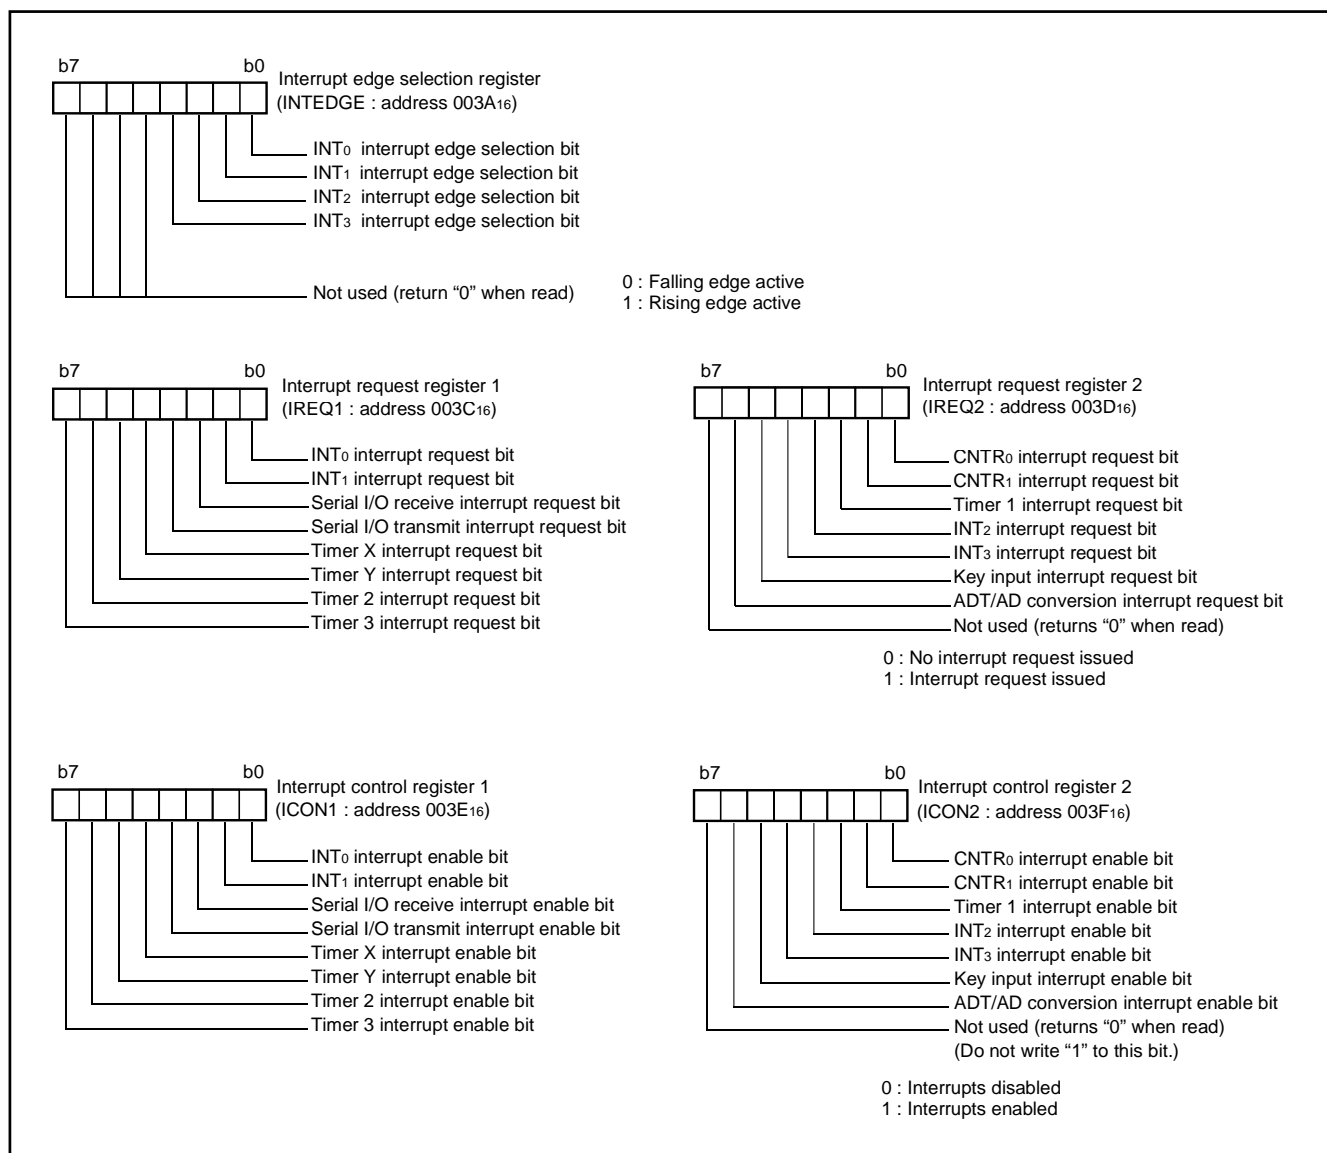 b7 b0
Interrupt edge selection register
(INTEDGE : address 003A16)
INT0 interrupt edge selection bit
INT1 interrupt edge selection bit
INT2 interrupt edge selection bit
INT3 interrupt edge selection bit
Not used (return “0” when read)
0 : Falling edge active
1 : Rising edge active
b7 b0
Interrupt request register 1
(IREQ1 : address 003C16)
INT0 interrupt request bit
INT1 interrupt request bit
Serial I/O receive interrupt request bit
Serial I/O transmit interrupt request bit
Timer X interrupt request bit
Timer Y interrupt request bit
Timer 2 interrupt request bit
Timer 3 interrupt request bit
b7 b0
Interrupt request register 2
(IREQ2 : address 003D16)
CNTR0 interrupt request bit
CNTR1 interrupt request bit
Timer 1 interrupt request bit
INT2 interrupt request bit
INT3 interrupt request bit
Key input interrupt request bit
ADT/AD conversion interrupt request bit
Not used (returns “0” when read)
0 : No interrupt request issued
1 : Interrupt request issued
b7 b0
Interrupt control register 1
(ICON1 : address 003E16)
INT0 interrupt enable bit
INT1 interrupt enable bit
Serial I/O receive interrupt enable bit
Serial I/O transmit interrupt enable bit
Timer X interrupt enable bit
Timer Y interrupt enable bit
Timer 2 interrupt enable bit
Timer 3 interrupt enable bit
b7 b0
Interrupt control register 2
(ICON2 : address 003F16)
CNTR0 interrupt enable bit
CNTR1 interrupt enable bit
Timer 1 interrupt enable bit
INT2 interrupt enable bit
INT3 interrupt enable bit
Key input interrupt enable bit
ADT/AD conversion interrupt enable bit
Not used (returns “0” when read)
(Do not write “1” to this bit.)
0 : Interrupts disabled
1 : Interrupts enabled